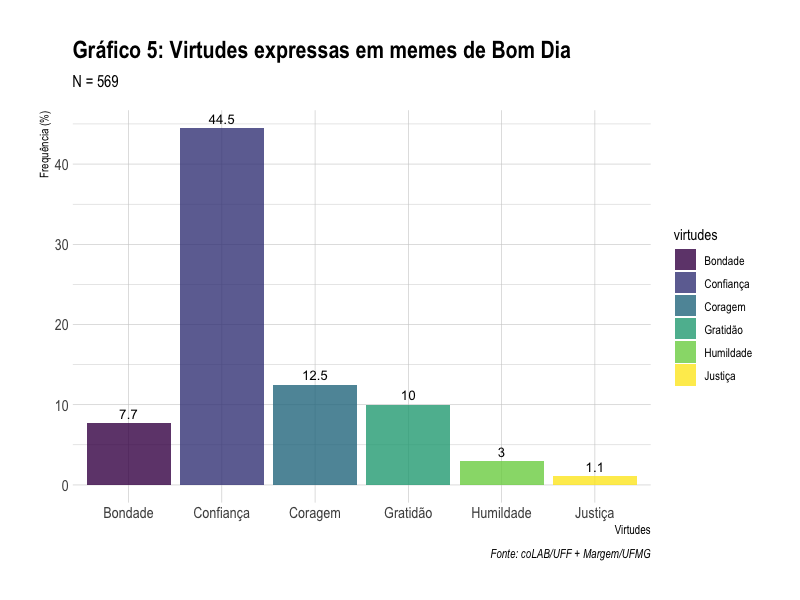 Gráfico 5: Virtudes expressas em memes de Bom Dia
N = 569
Frequência (%)
40
30
20
10
0
44.5
12.5
10
7.7
3
1.1
Bondade Confiança Coragem Gratidão Humildade Justiça
Virtudes
Fonte: coLAB/UFF + Margem/UFMG
virtudes
Bondade
Confiança
Coragem
Gratidão
Humildade
Justiça